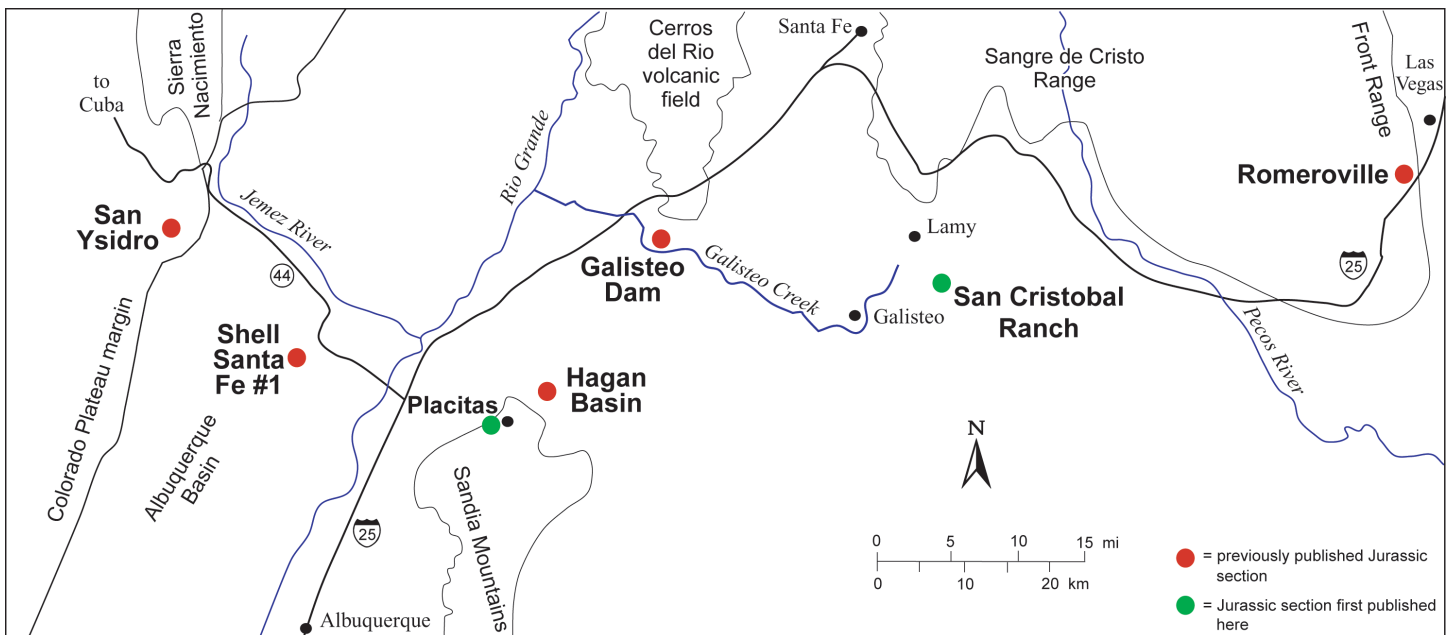 to
Cuba
Sierra
Nacimiento
Cerros
del Rio
volcanic
field
Santa Fe
Sangre de Cristo
Range
Front Range
Las
Vegas
Rio Grande
Romeroville
San
Ysidro
Jemez River
44
Galisteo
Dam
Galisteo Creek
Lamy
San Cristobal
Ranch
Galisteo
25
Pecos River
Shell
Santa
Fe #1
Colorado Plateau margin
Albuquerque
Basin
Placitas
Hagan
Basin
Sandia Mountains
25
Albuquerque
N
0 5 10 15 mi
0 10 20 km
= previously published Jurassic
section
= Jurassic section first published
here